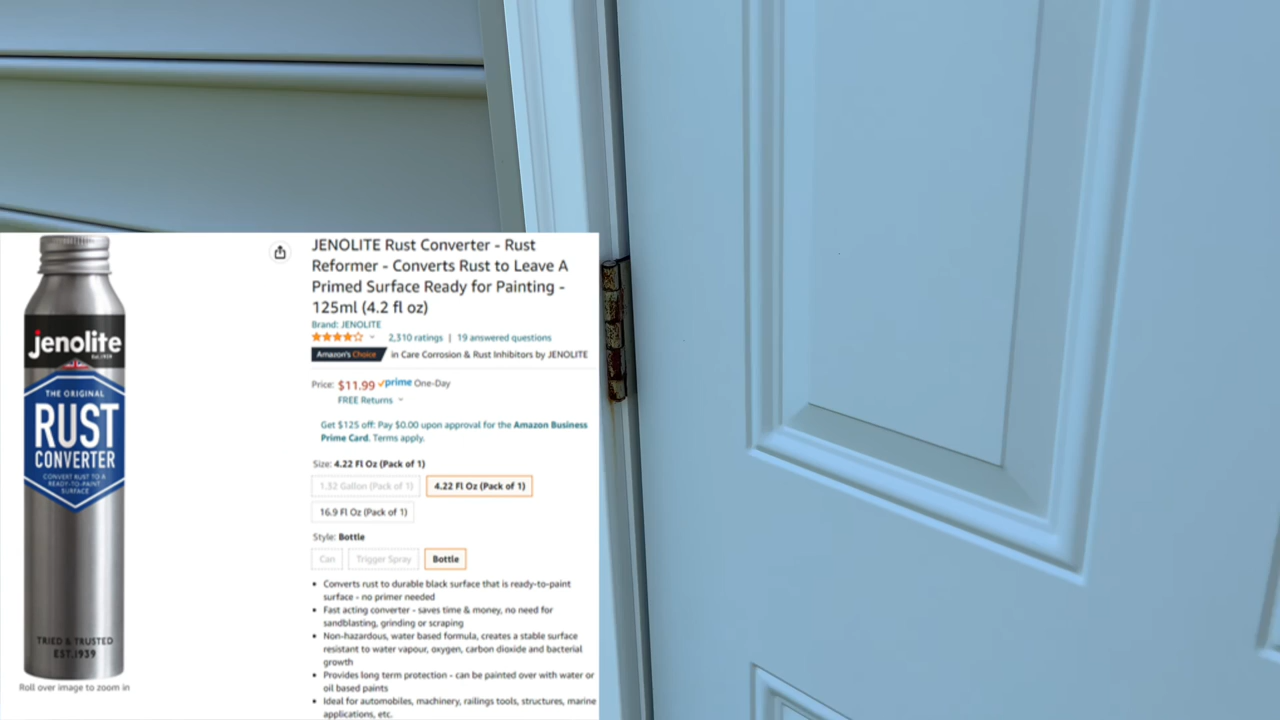 JENOLITE Rust Converter - Rust
Reformer - Converts Rust to Leave A
Primed Surface Ready for Painting -
125ml (4.2 fl oz)
Brand: JENOLITE
2,310 ratings | 19 answered questions
Amazon's Choice in Care Corrosion & Rust Inhibitors by JENOLITE
Price: $11.99 prime One-Day
FREE Returns
Get $125 off: Pay $0.00 upon approval for the Amazon Business
Prime Card. Terms apply.
Size: 4.22 Fl Oz (Pack of 1)
1.32 Gallon (Pack of 1) 4.22 Fl Oz (Pack of 1)
16.9 Fl Oz (Pack of 1)
Style: Bottle
Can Trigger Spray Bottle
• Converts rust to durable black surface that is ready-to-paint
surface - no primer needed
• Fast acting converter - saves time & money, no need for
sandblasting, grinding or scraping
• Non-hazardous, water based formula, creates a stable surface
resistant to water vapour, oxygen, carbon dioxide and bacterial
growth
• Provides long term protection - can be painted over with water or
oil based paints
• Ideal for automobiles, machinery, railings tools, structures, marine
applications, etc.
jenolite
Est.1939
THE ORIGINAL
RUST
CONVERTER
CONVERT RUST TO A
READY-TO-PAINT
SURFACE
TRIED & TRUSTED
EST.1939
Roll over image to zoom in